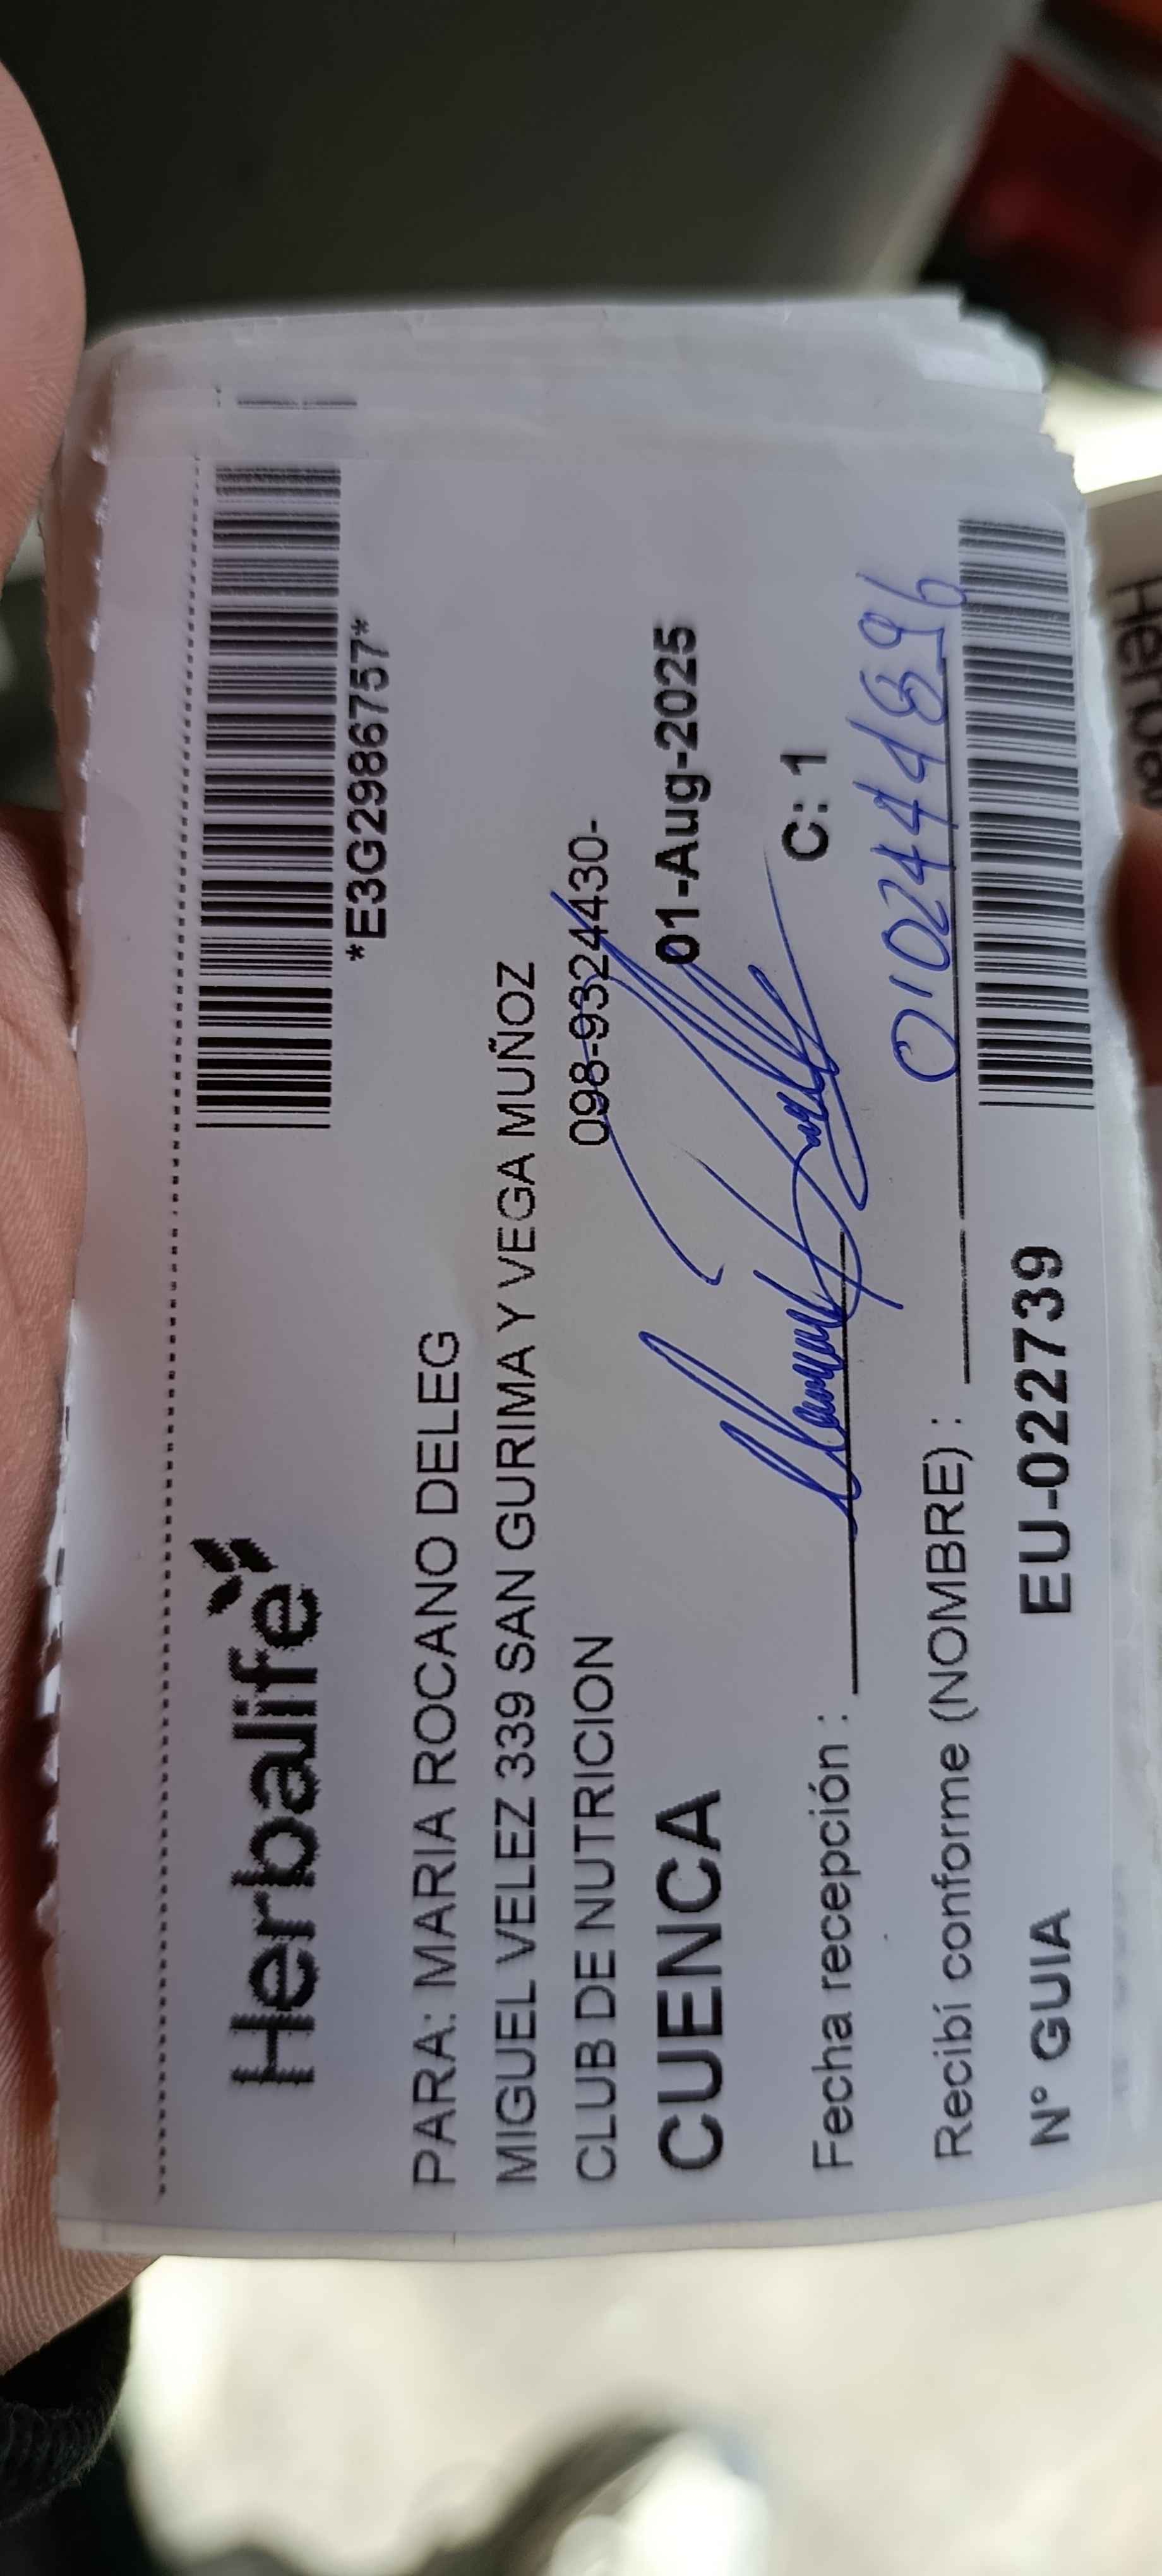 Herbalife
*E3G2986757*
PARA: MARIA ROCANO DELEG
MIGUEL VELEZ 339 SAN GURIMA Y VEGA MUÑOZ
CLUB DE NUTRICION 098-9324430-
CUENCA 01-Aug-2025
C: 1
Fecha recepción :
Recibí conforme (NOMBRE) :
Nº GUIA EU-022739